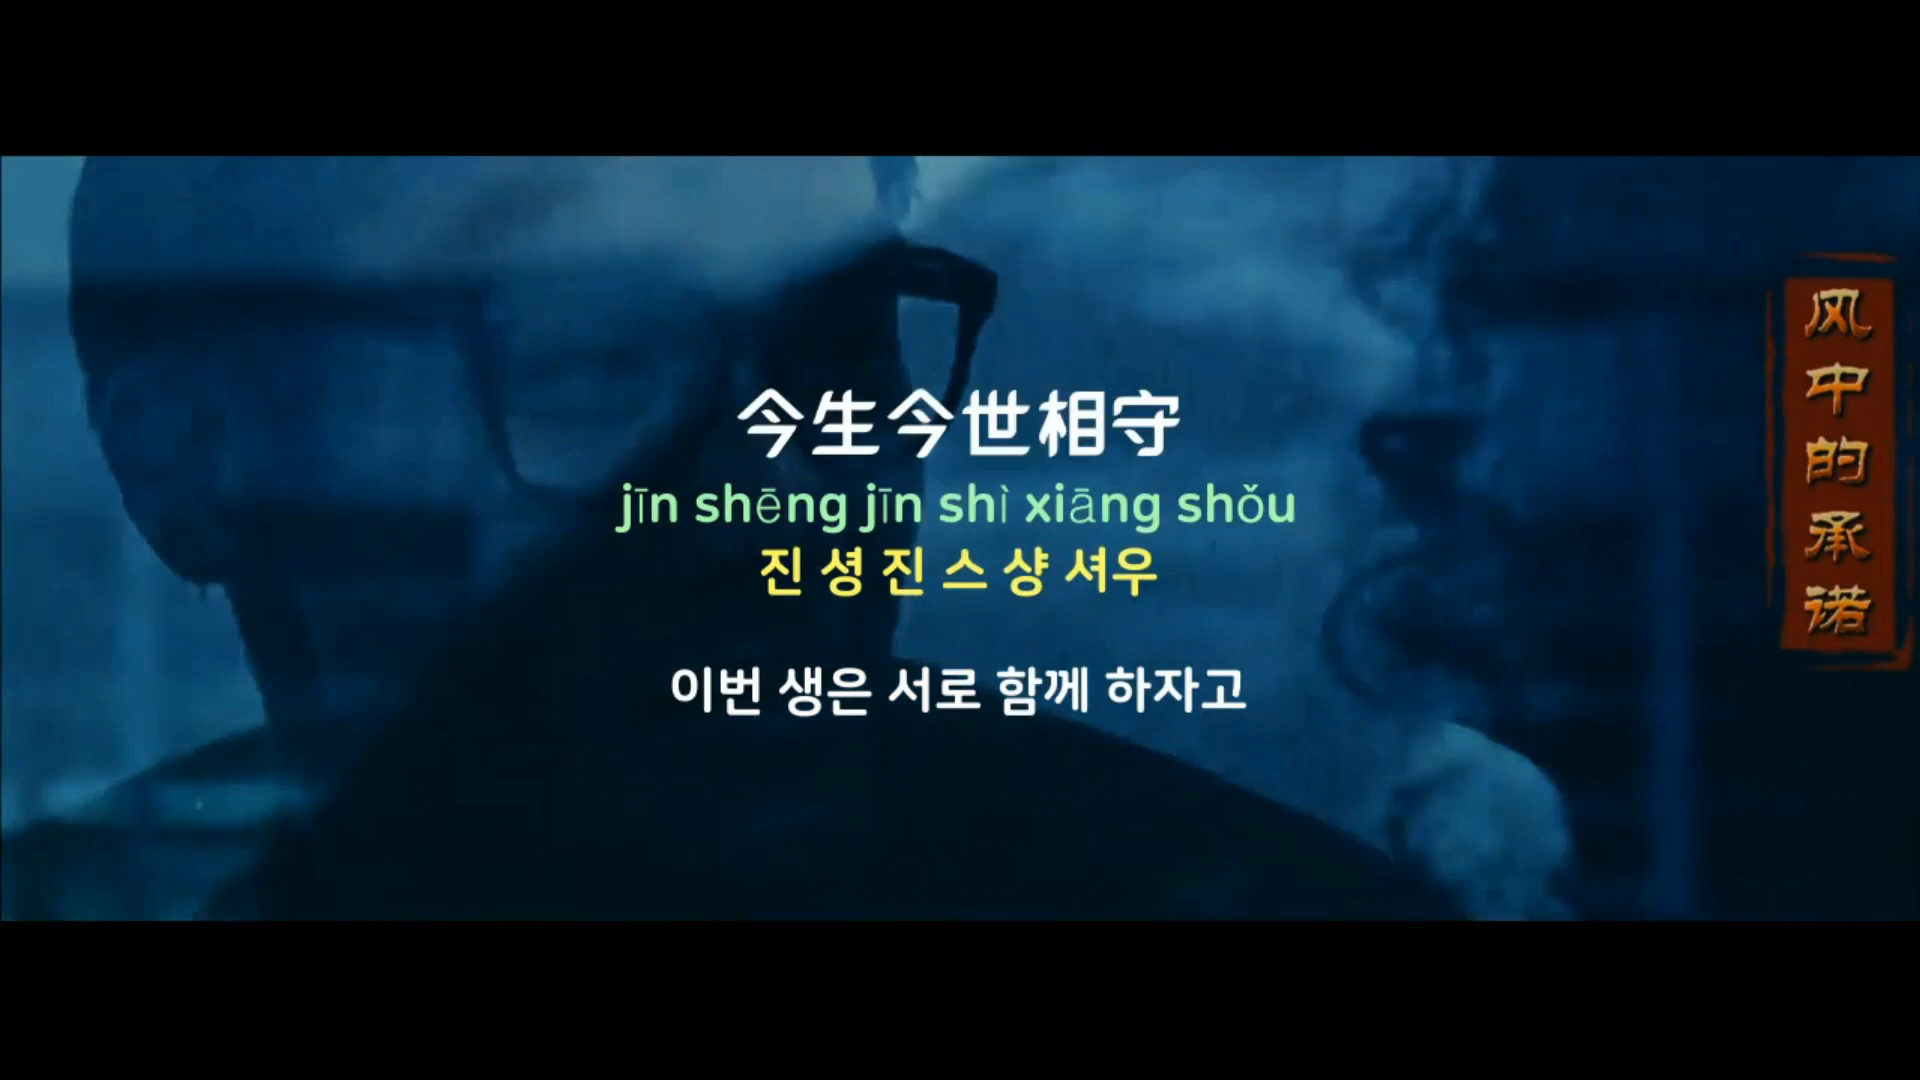 今生今世相守
jīn shēng jīn shì xiāng shǒu
진 셩 진 스 샹 셔우
이번 생은 서로 함께 하자고
风中的承诺